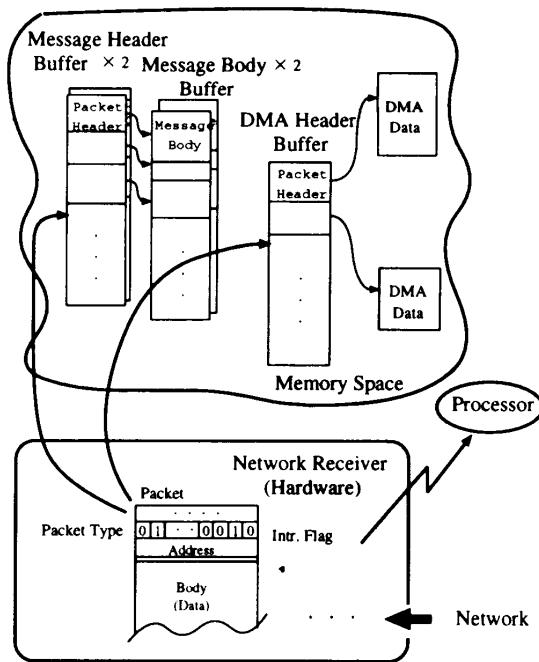 Message Header
Buffer × 2
Message Body × 2
Buffer
Packet
Header
Message
Body
DMA Header
Buffer
Packet
Header
DMA
Data
DMA
Data
Memory Space
Processor
Network Receiver
(Hardware)
Packet
. . . .
Packet Type
0 1 . . 0 0 1 0
Intr. Flag
Address
Body
(Data)
. . . .
Network